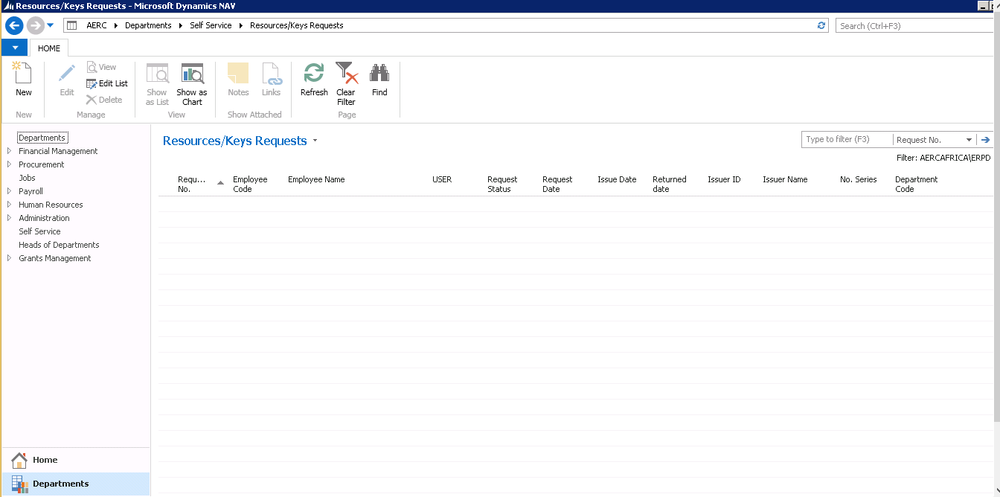 Resources/Keys Requests - Microsoft Dynamics NAV
AERC Departments Self Service Resources/Keys Requests
Search (Ctrl+F3)
HOME
New
Edit
View
Edit List
Delete
Show as List
Show as Chart
Notes
Links
Refresh
Clear Filter
Find
New
Manage
View
Show Attached
Page
Departments
Financial Management
Procurement
Jobs
Payroll
Human Resources
Administration
Self Service
Heads of Departments
Grants Management
Home
Departments
Resources/Keys Requests
Type to filter (F3)
Request No.
Filter: AERCAFRICA\ERPD
Requ... No.
Employee Code
Employee Name
USER
Request Status
Request Date
Issue Date
Returned date
Issuer ID
Issuer Name
No. Series
Department Code